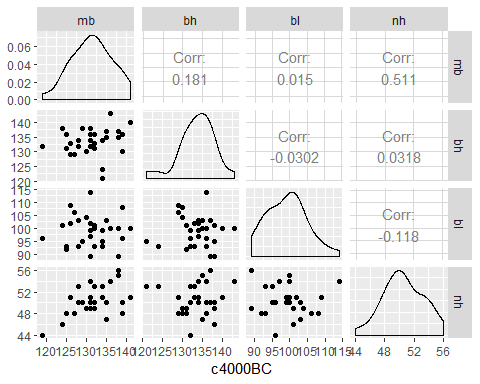 mb bh bl nh
0.06
0.04
0.02
0.00
Corr:
0.181
Corr:
0.015
Corr:
0.511
mb
140
135
130
125
120
Corr:
-0.0302
Corr:
0.0318
bh
115
110
105
100
95
90
Corr:
-0.118
bl
56
52
48
44
nh
120 125 130 135 140 120 125 130 135 140 90 95 100 105 110 115 44 48 52 56
c4000BC